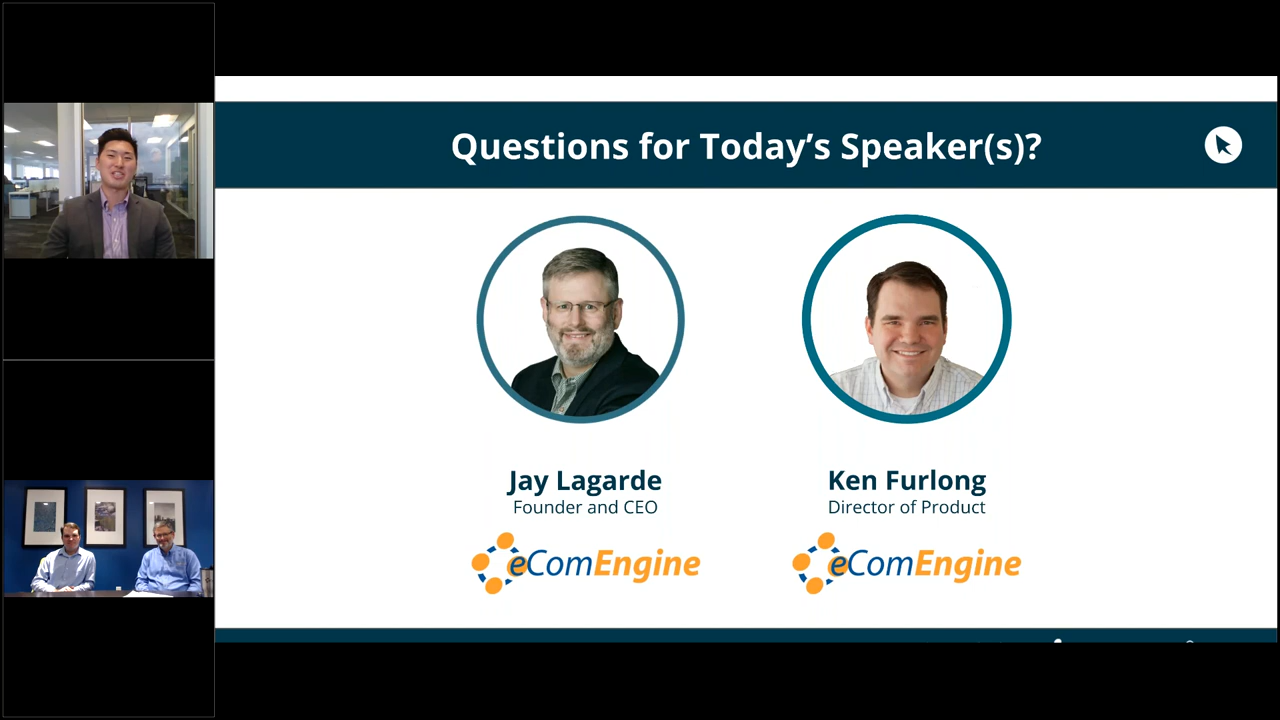 Questions for Today's Speaker(s)?
Jay Lagarde
Founder and CEO
eComEngine
Ken Furlong
Director of Product
eComEngine